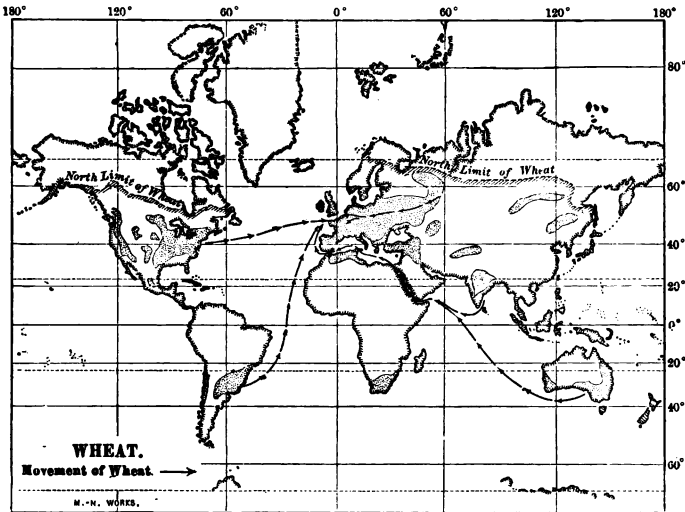 180° 120° 60° 0° 60° 120° 180°
80°
North Limit of Wheat
North Limit of Wheat
60°
40°
20°
0°
20°
40°
WHEAT.
Movement of Wheat.
60°
M.-N. WORKS.